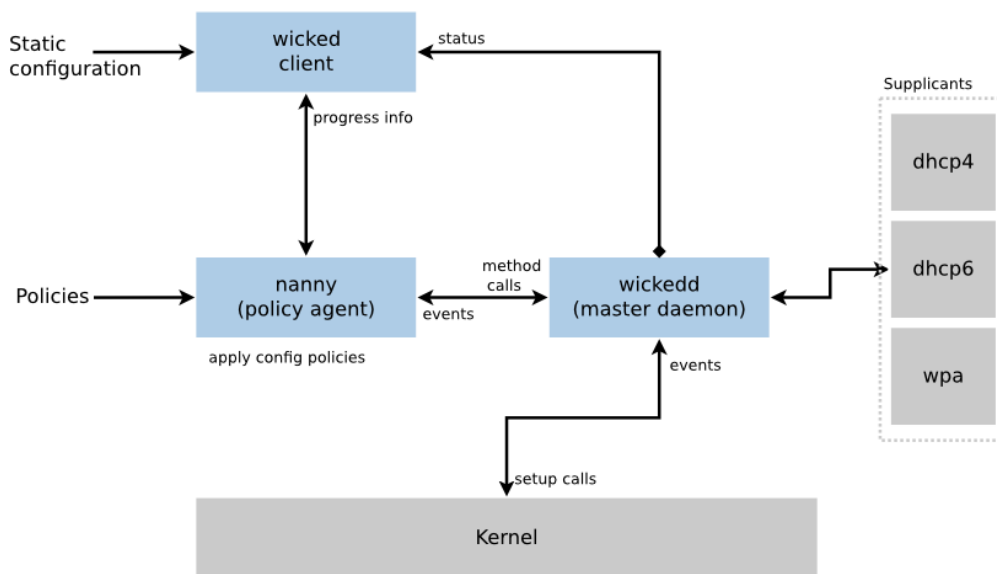 Static
configuration
wicked
client
status
progress info
Supplicants
dhcp4
dhcp6
wpa
Policies
nanny
(policy agent)
apply config policies
method
calls
events
wickedd
(master daemon)
events
setup calls
Kernel